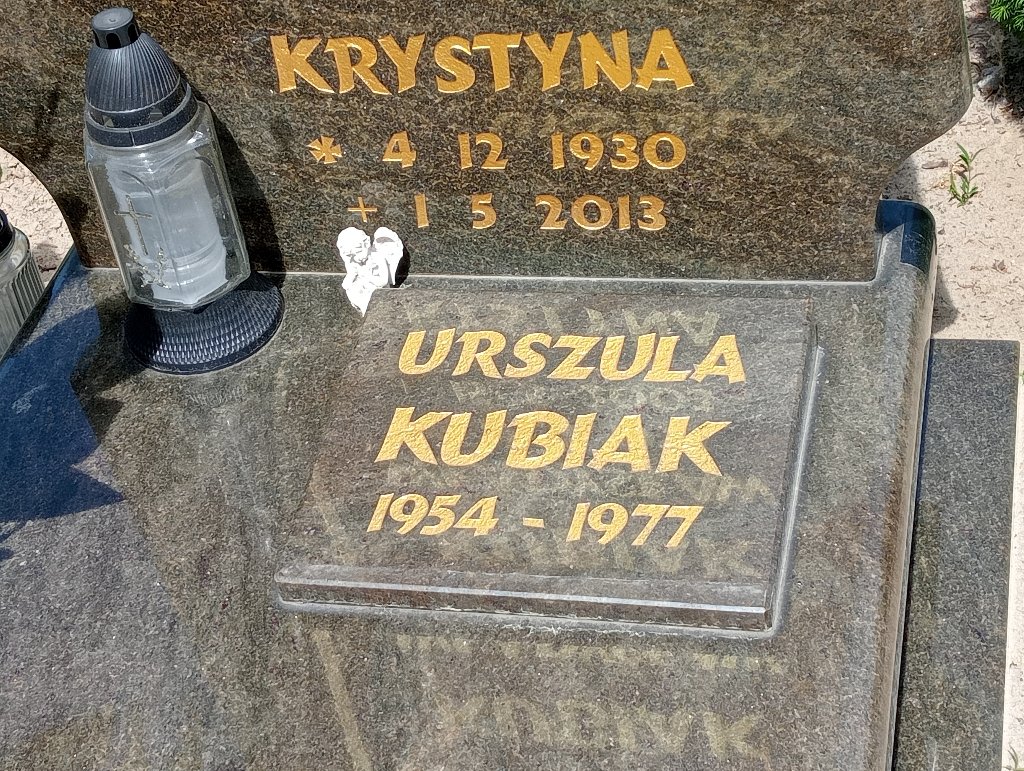 KRYSTYNA
* 4 12 1930
+ 1 5 2013
URSZULA
KUBIAK
1954 - 1977